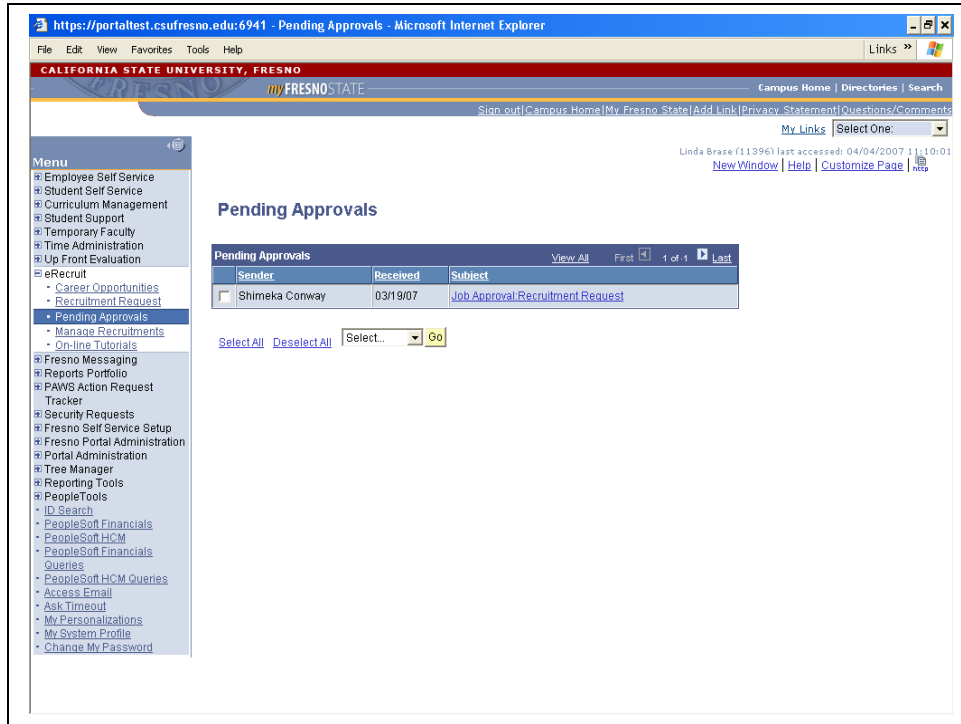 https://portaltest.csufresno.edu:6941 - Pending Approvals - Microsoft Internet Explorer
File Edit View Favorites Tools Help Links »
CALIFORNIA STATE UNIVERSITY, FRESNO
FRESNO myFRESNOSTATE Campus Home | Directories | Search
Sign out|Campus Home|My Fresno State|Add Link|Privacy Statement|Questions/Comments
My Links Select One:
Linda Brase (11396) last accessed: 04/04/2007 11:10:01
New Window | Help | Customize Page | http
Menu
Employee Self Service
Student Self Service
Curriculum Management
Student Support
Temporary Faculty
Time Administration
Up Front Evaluation
eRecruit
Career Opportunities
Recruitment Request
Pending Approvals
Manage Recruitments
On-line Tutorials
Fresno Messaging
Reports Portfolio
PAWS Action Request
Tracker
Security Requests
Fresno Self Service Setup
Fresno Portal Administration
Portal Administration
Tree Manager
Reporting Tools
PeopleTools
ID Search
PeopleSoft Financials
PeopleSoft HCM
PeopleSoft Financials
Queries
PeopleSoft HCM Queries
Access Email
Ask Timeout
My Personalizations
My System Profile
Change My Password
Pending Approvals
Pending Approvals View All First 1 of 1 Last
Sender Received Subject
Shimeka Conway 03/19/07 Job Approval:Recruitment Request
Select All Deselect All Select... Go